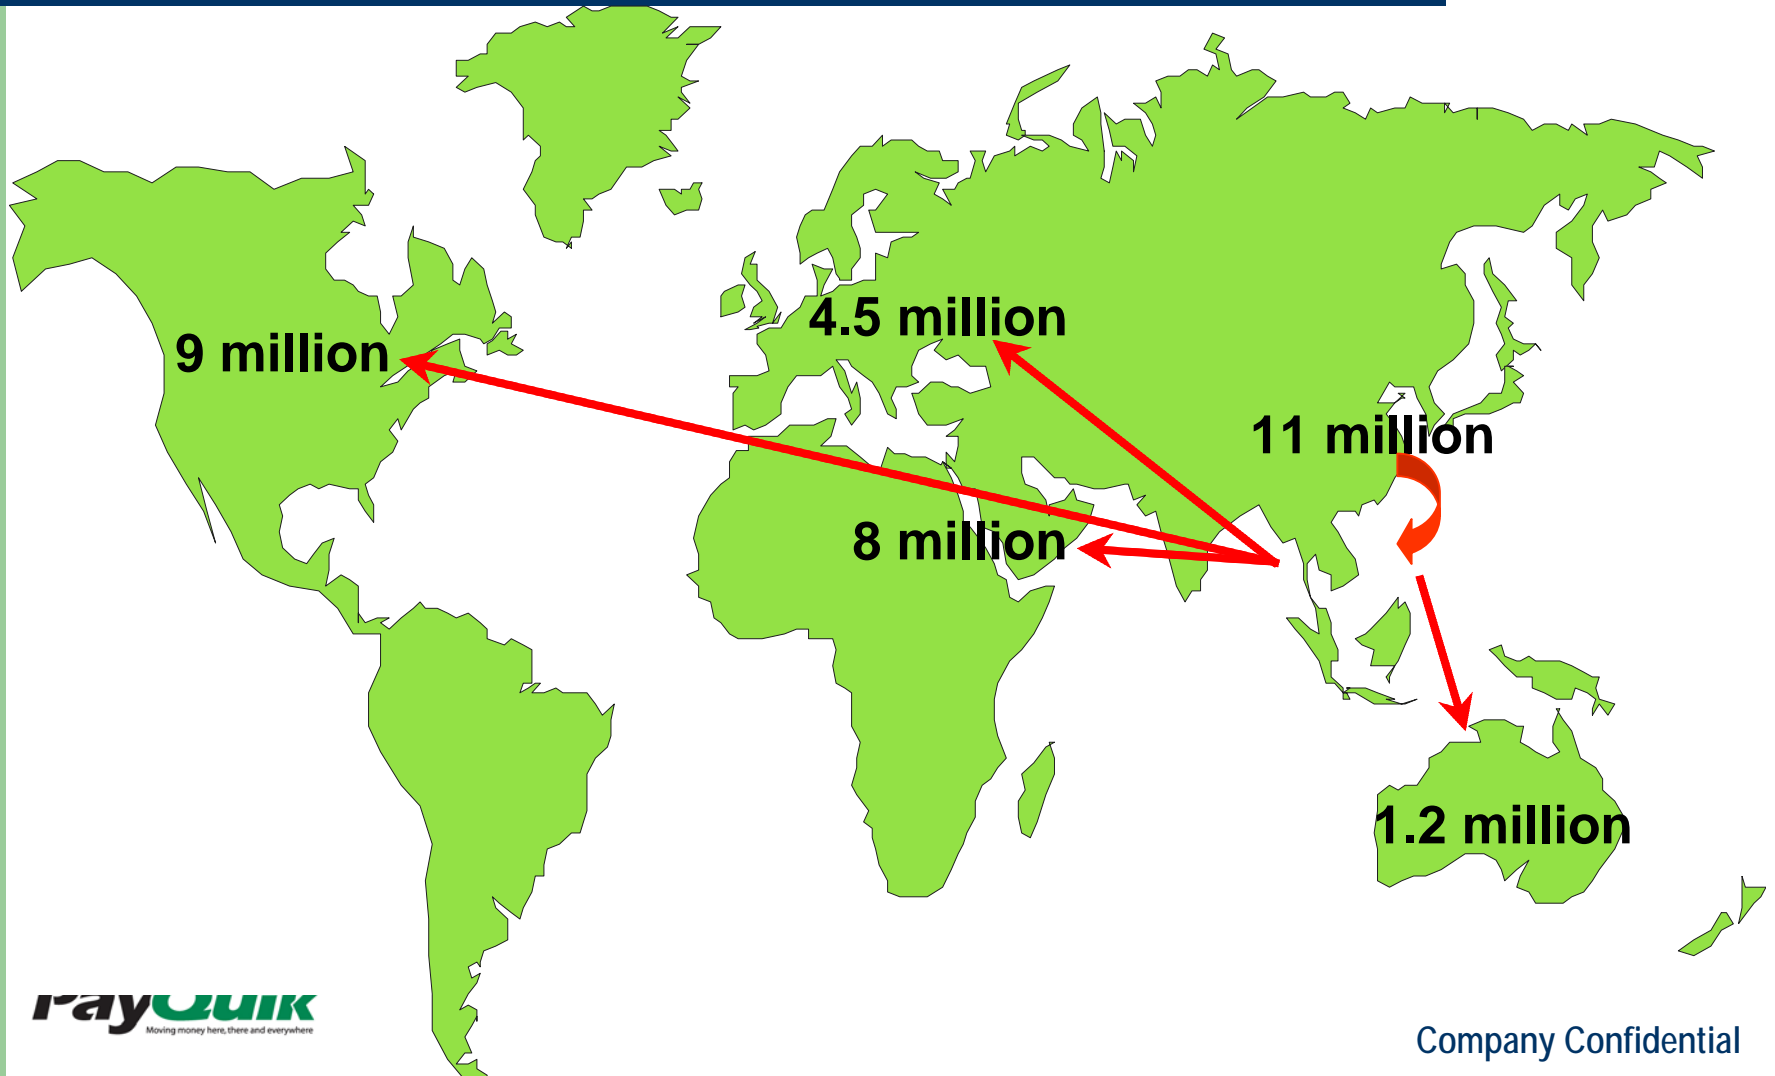 4.5 million
9 million
11 million
8 million
1.2 million
PayQuik
Moving money here, there and everywhere
Company Confidential